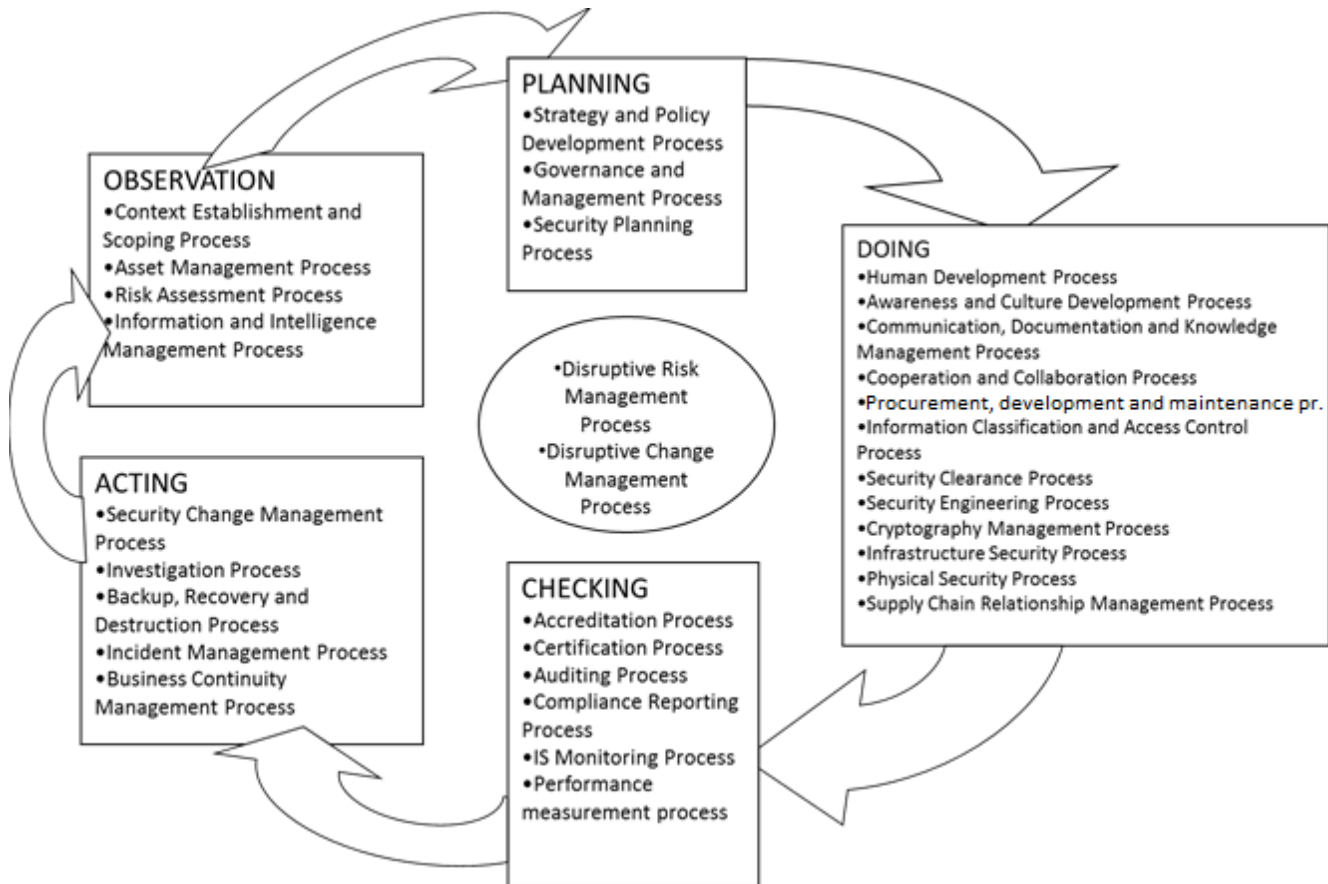 PLANNING
•Strategy and Policy
Development Process
•Governance and
Management Process
•Security Planning
Process
OBSERVATION
•Context Establishment and
Scoping Process
•Asset Management Process
•Risk Assessment Process
•Information and Intelligence
Management Process
DOING
•Human Development Process
•Awareness and Culture Development Process
•Communication, Documentation and Knowledge
Management Process
•Cooperation and Collaboration Process
•Procurement, development and maintenance pr.
•Information Classification and Access Control
Process
•Security Clearance Process
•Security Engineering Process
•Cryptography Management Process
•Infrastructure Security Process
•Physical Security Process
•Supply Chain Relationship Management Process
•Disruptive Risk
Management
Process
•Disruptive Change
Management
Process
ACTING
•Security Change Management
Process
•Investigation Process
•Backup, Recovery and
Destruction Process
•Incident Management Process
•Business Continuity
Management Process
CHECKING
•Accreditation Process
•Certification Process
•Auditing Process
•Compliance Reporting
Process
•IS Monitoring Process
•Performance
measurement process